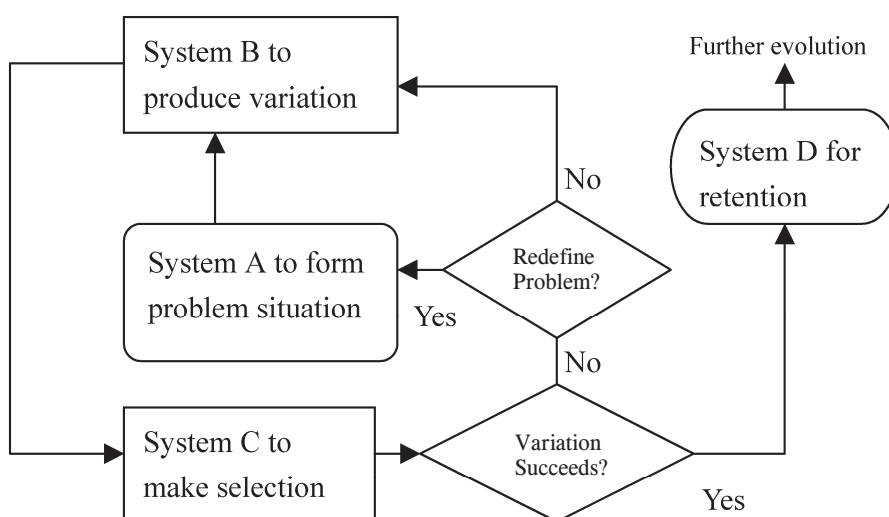 System B to
produce variation
Further evolution
System D for
retention
No
System A to form
problem situation
Redefine
Problem?
Yes
No
System C to
make selection
Variation
Succeeds?
Yes